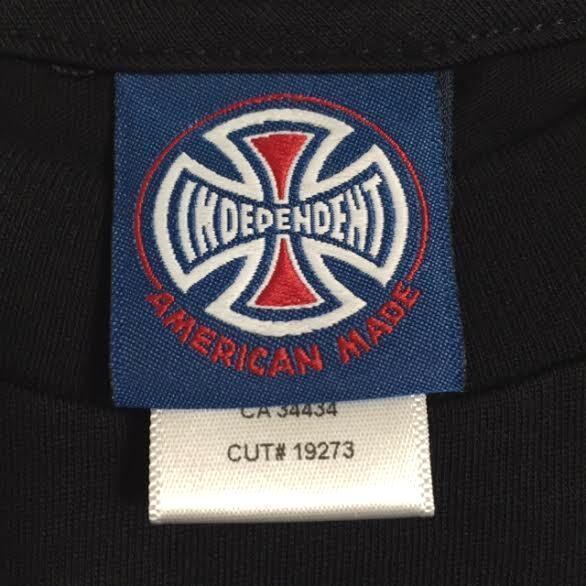 INDEPENDENT
AMERICAN MADE
CA 34434
CUT# 19273